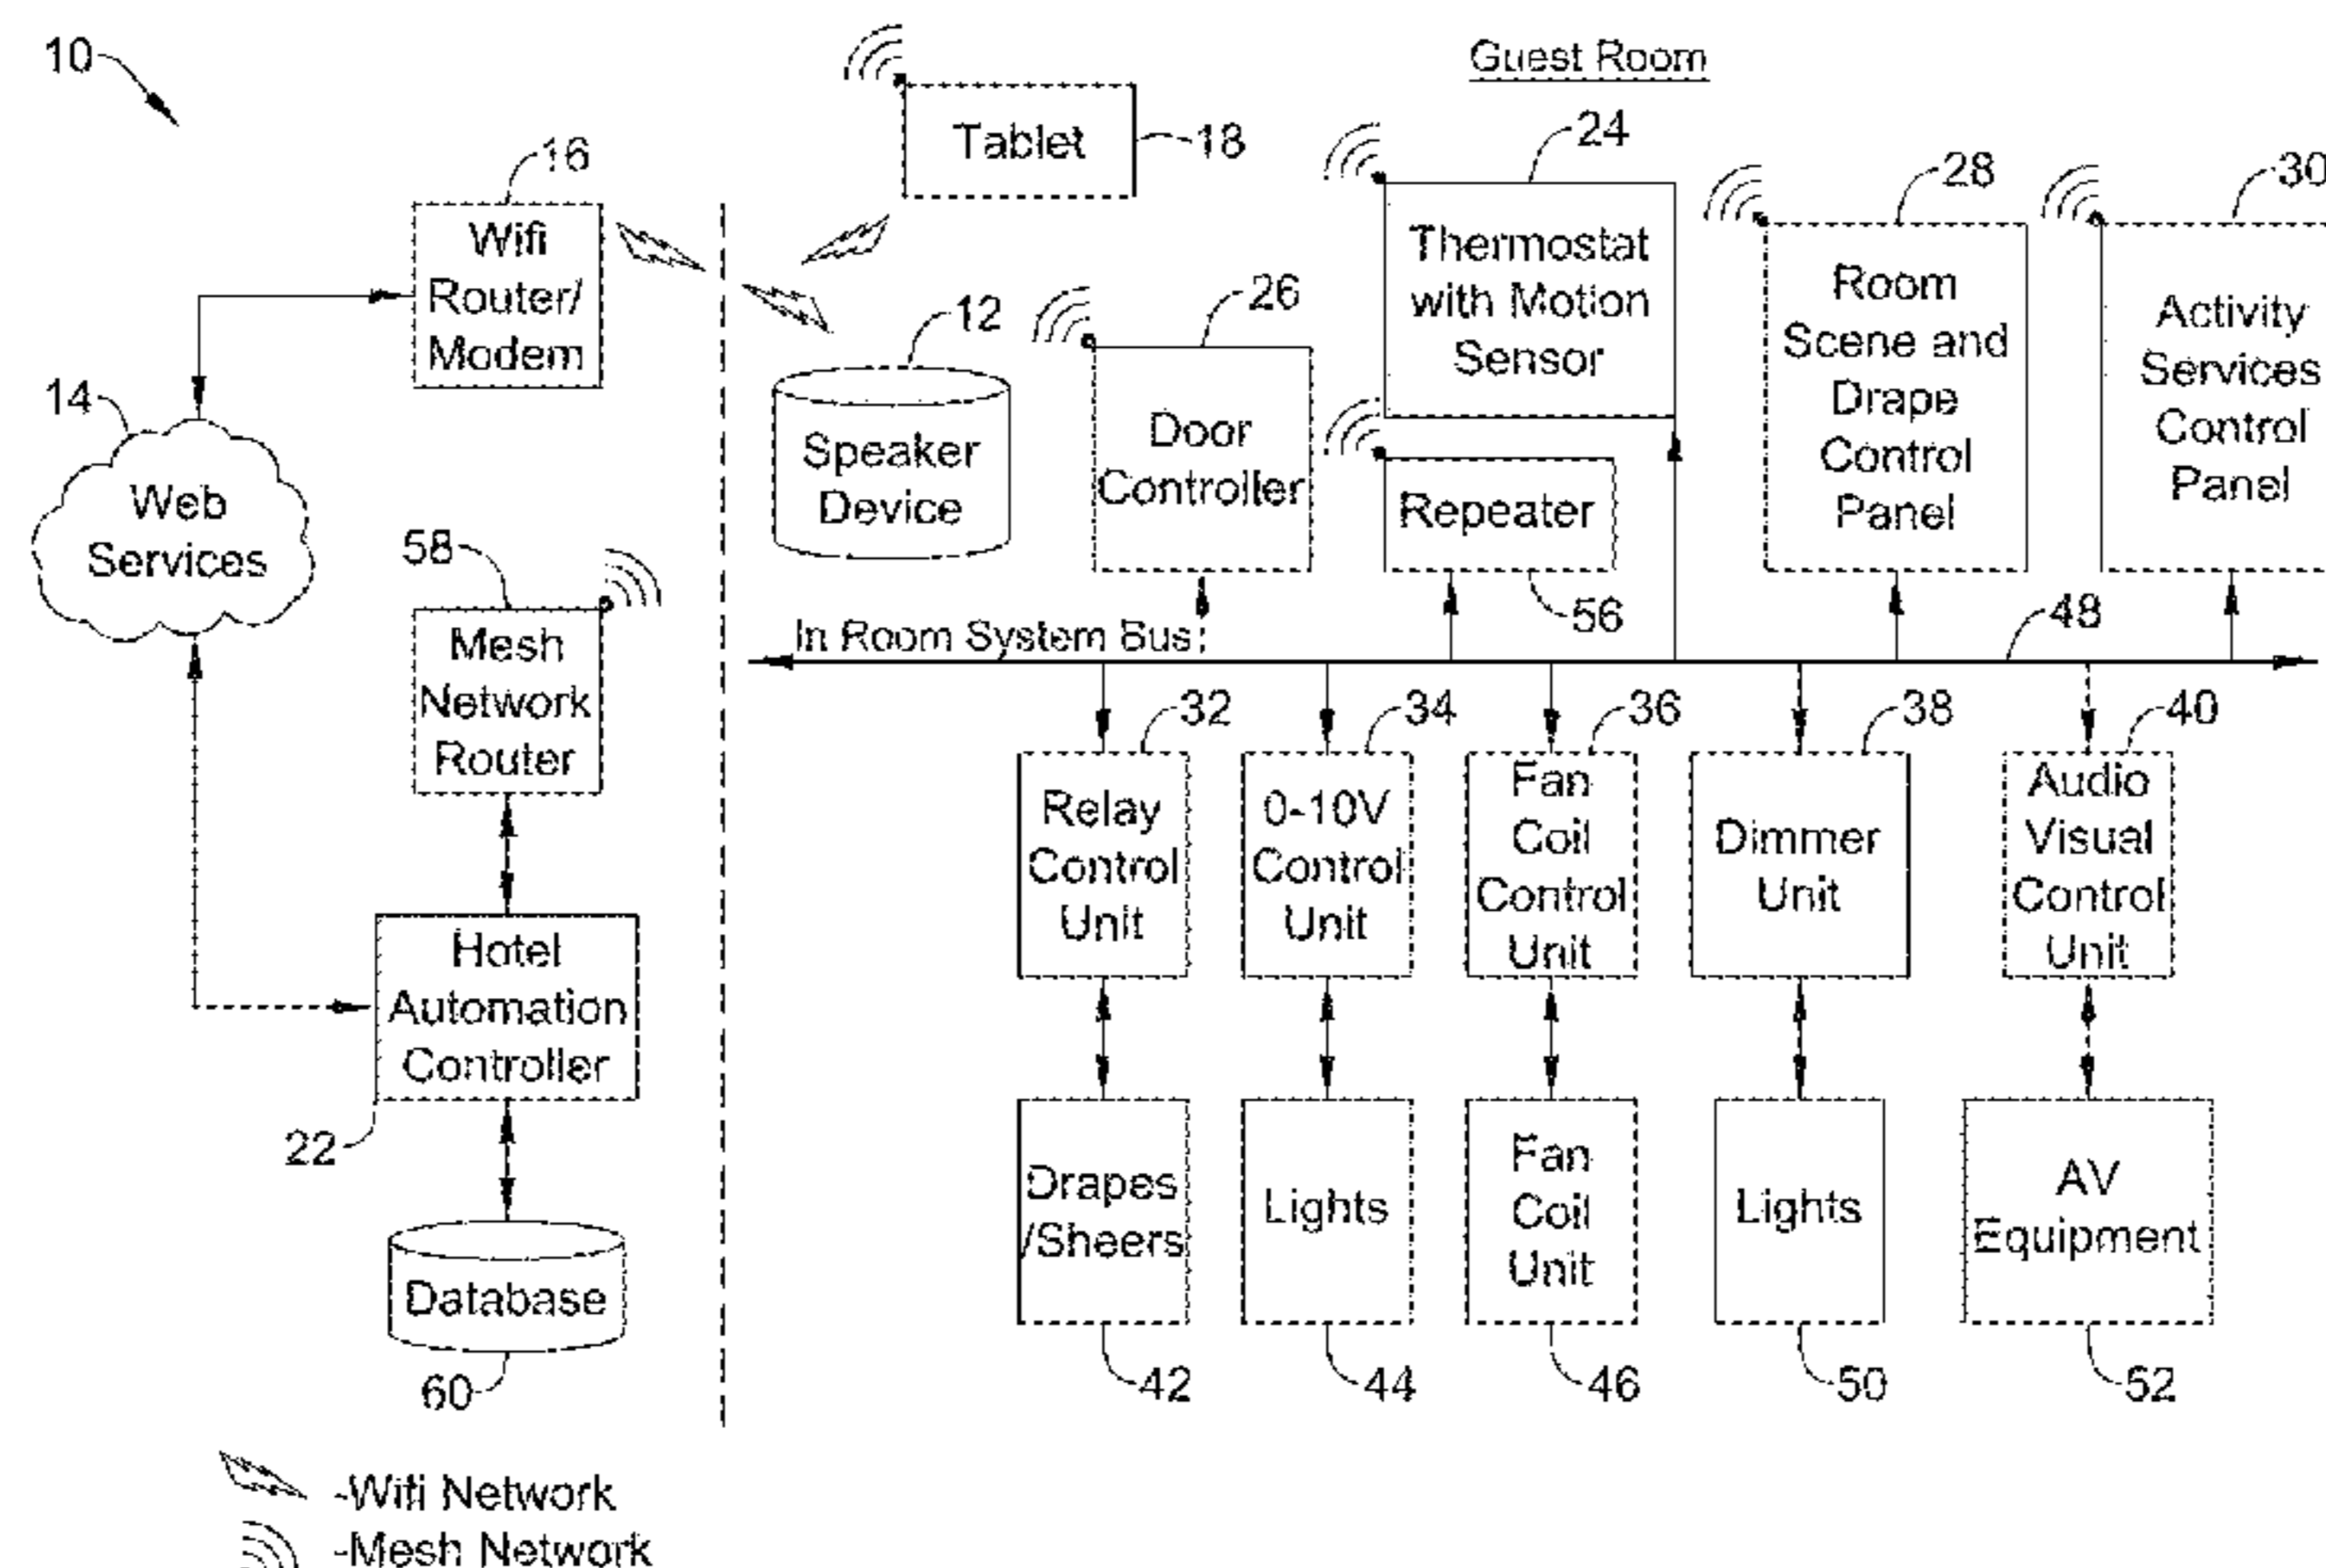 10
16
Wifi
Router/
Modem
14
Web
Services
58
Mesh
Network
Router
Hotel
Automation
Controller
22
Database
60
Guest Room
Tablet
18
12
Speaker
Device
26
Door
Controller
24
Thermostat
with Motion
Sensor
Repeater
56
28
Room
Scene and
Drape
Control
Panel
30
Activity
Services
Control
Panel
In Room System Bus
48
32
Relay
Control
Unit
34
0-10V
Control
Unit
36
Fan
Coil
Control
Unit
38
Dimmer
Unit
40
Audio
Visual
Control
Unit
Drapes
/Sheers
42
Lights
44
Fan
Coil
Unit
46
Lights
50
AV
Equipment
52
-Wifi Network
-Mesh Network